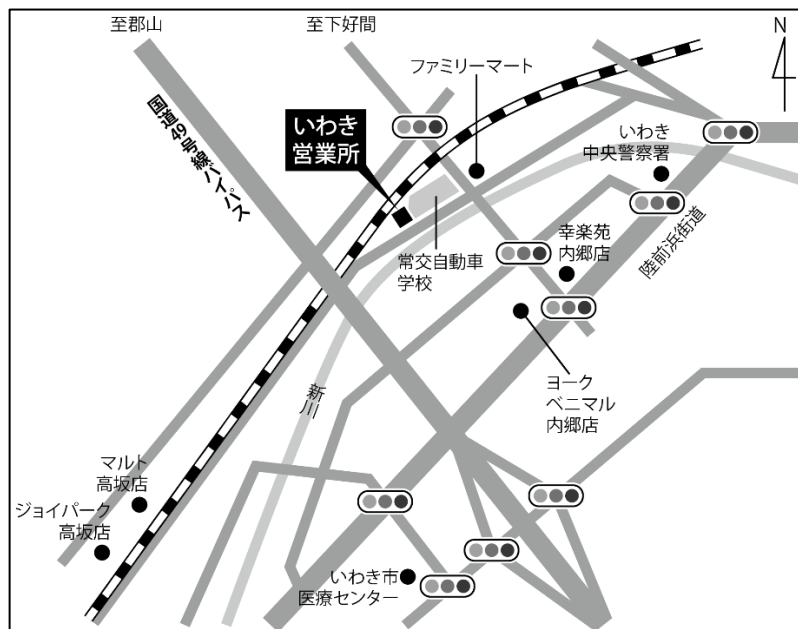 至郡山
至下好間
N
ファミリーマート
国道49号線バイパス
いわき
営業所
いわき
中央警察署
陸前浜街道
幸楽苑
内郷店
常交自動車
学校
新川
ヨーク
ベニマル
内郷店
マルト
高坂店
ジョイパーク
高坂店
いわき市
医療センター